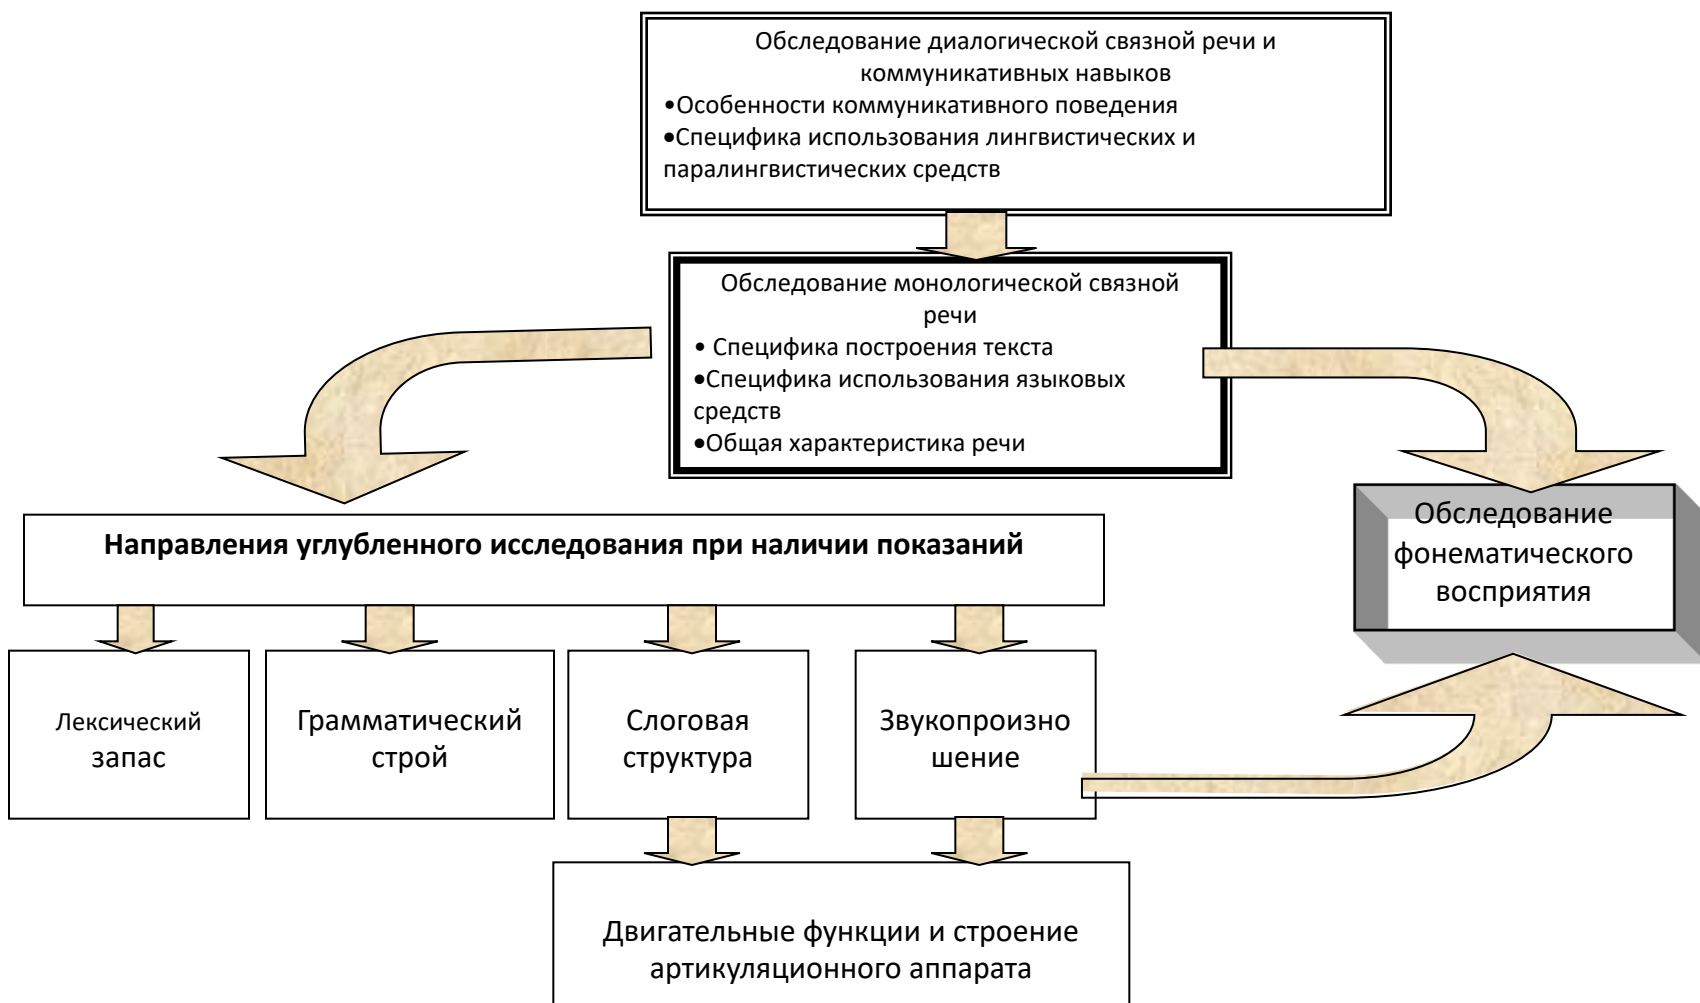 Обследование диалогической связной речи и
коммуникативных навыков
•Особенности коммуникативного поведения
•Специфика использования лингвистических и
паралингвистических средств
Обследование монологической связной
речи
• Специфика построения текста
•Специфика использования языковых
средств
•Общая характеристика речи
Направления углубленного исследования при наличии показаний
Обследование
фонематического
восприятия
Лексический
запас
Грамматический
строй
Слоговая
структура
Звукопроизно
шение
Двигательные функции и строение
артикуляционного аппарата